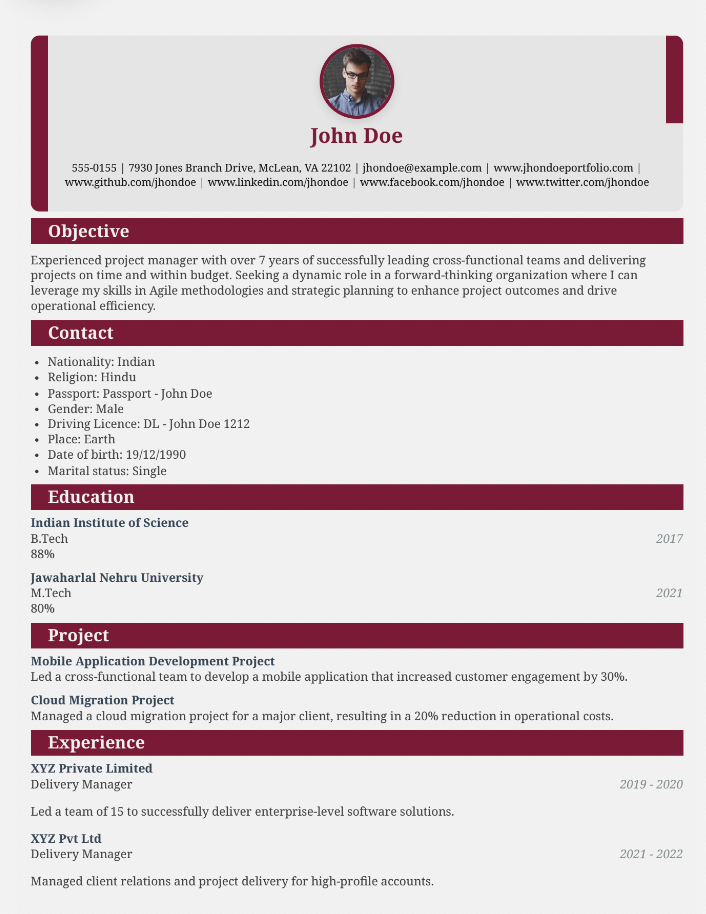 John Doe
555-0155 | 7930 Jones Branch Drive, McLean, VA 22102 | jhondoe@example.com | www.jhondoeportfolio.com |
www.github.com/jhondoe | www.linkedin.com/jhondoe | www.facebook.com/jhondoe | www.twitter.com/jhondoe
Objective
Experienced project manager with over 7 years of successfully leading cross-functional teams and delivering
projects on time and within budget. Seeking a dynamic role in a forward-thinking organization where I can
leverage my skills in Agile methodologies and strategic planning to enhance project outcomes and drive
operational efficiency.
Contact
• Nationality: Indian
• Religion: Hindu
• Passport: Passport - John Doe
• Gender: Male
• Driving Licence: DL - John Doe 1212
• Place: Earth
• Date of birth: 19/12/1990
• Marital status: Single
Education
Indian Institute of Science
B.Tech 2017
88%
Jawaharlal Nehru University
M.Tech 2021
80%
Project
Mobile Application Development Project
Led a cross-functional team to develop a mobile application that increased customer engagement by 30%.
Cloud Migration Project
Managed a cloud migration project for a major client, resulting in a 20% reduction in operational costs.
Experience
XYZ Private Limited
Delivery Manager 2019 - 2020
Led a team of 15 to successfully deliver enterprise-level software solutions.
XYZ Pvt Ltd
Delivery Manager 2021 - 2022
Managed client relations and project delivery for high-profile accounts.